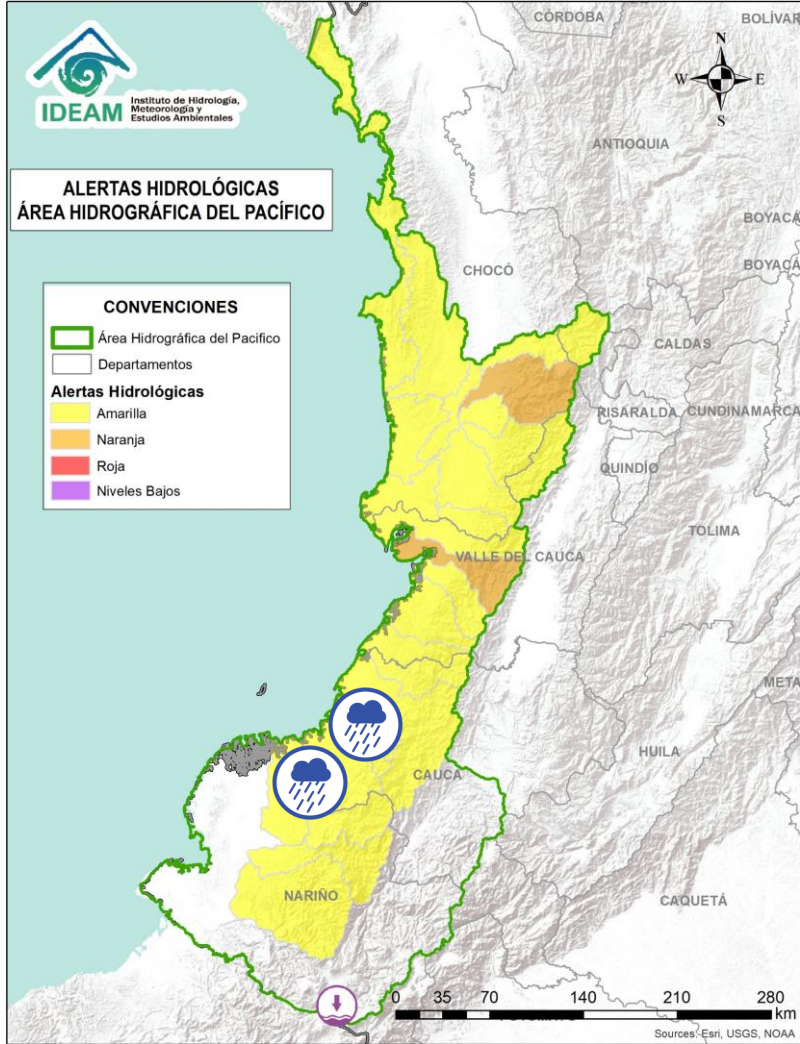 IDEAM
Instituto de Hidrología,
Meteorología y
Estudios Ambientales
ALERTAS HIDROLÓGICAS
ÁREA HIDROGRÁFICA DEL PACÍFICO
CONVENCIONES
Área Hidrográfica del Pacifico
Departamentos
Alertas Hidrológicas
Amarilla
Naranja
Roja
Niveles Bajos
N
W E
S
CÓRDOBA
BOLÍVAR
ANTIOQUIA
BOYACÁ
BOYACÁ
CHOCÓ
CALDAS
RISARALDA
CUNDINAMARCA
QUINDÍO
TOLIMA
VALLE DEL CAUCA
META
HUILA
CAUCA
CAQUETÁ
NARIÑO
0 35 70 140 210 280
km
Sources: Esri, USGS, NOAA